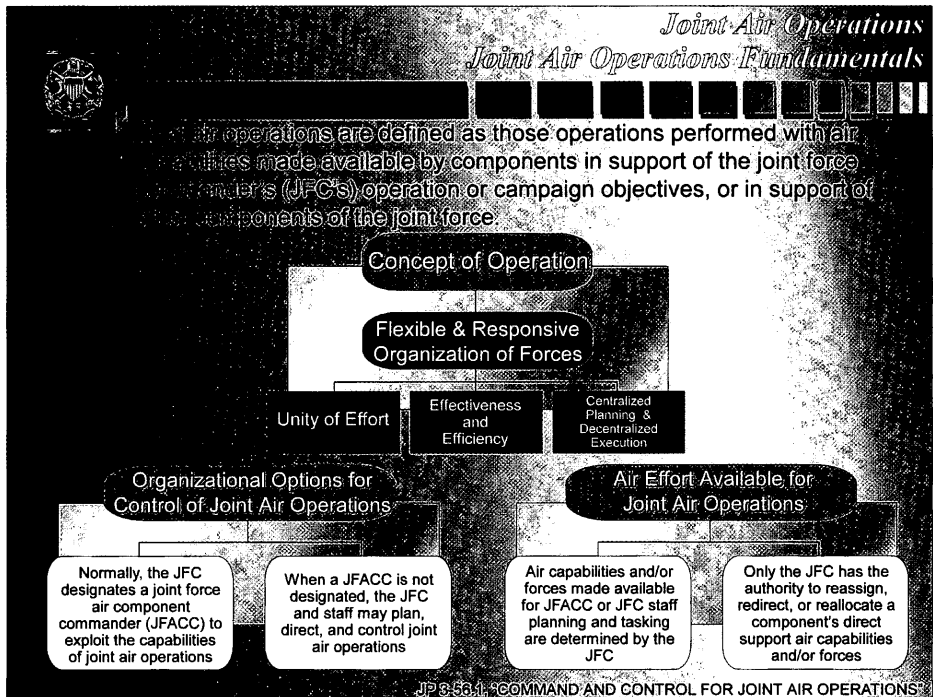 Joint Air Operations
Joint Air Operations Fundamentals
air operations are defined as those operations performed with air
made available by components in support of the joint force
(JFC's) operation or campaign objectives, or in support of
components of the joint force.
Concept of Operation
Flexible & Responsive
Organization of Forces
Unity of Effort
Effectiveness
and
Efficiency
Centralized
Planning &
Decentralized
Execution
Organizational Options for
Control of Joint Air Operations
Normally, the JFC
designates a joint force
air component
commander (JFACC) to
exploit the capabilities
of joint air operations
When a JFACC is not
designated, the JFC
and staff may plan,
direct, and control joint
air operations
Air Effort Available for
Joint Air Operations
Air capabilities and/or
forces made available
for JFACC or JFC staff
planning and tasking
are determined by the
JFC
Only the JFC has the
authority to reassign,
redirect, or reallocate a
component's direct
support air capabilities
and/or forces
JP 3-56.1, "COMMAND AND CONTROL FOR JOINT AIR OPERATIONS"